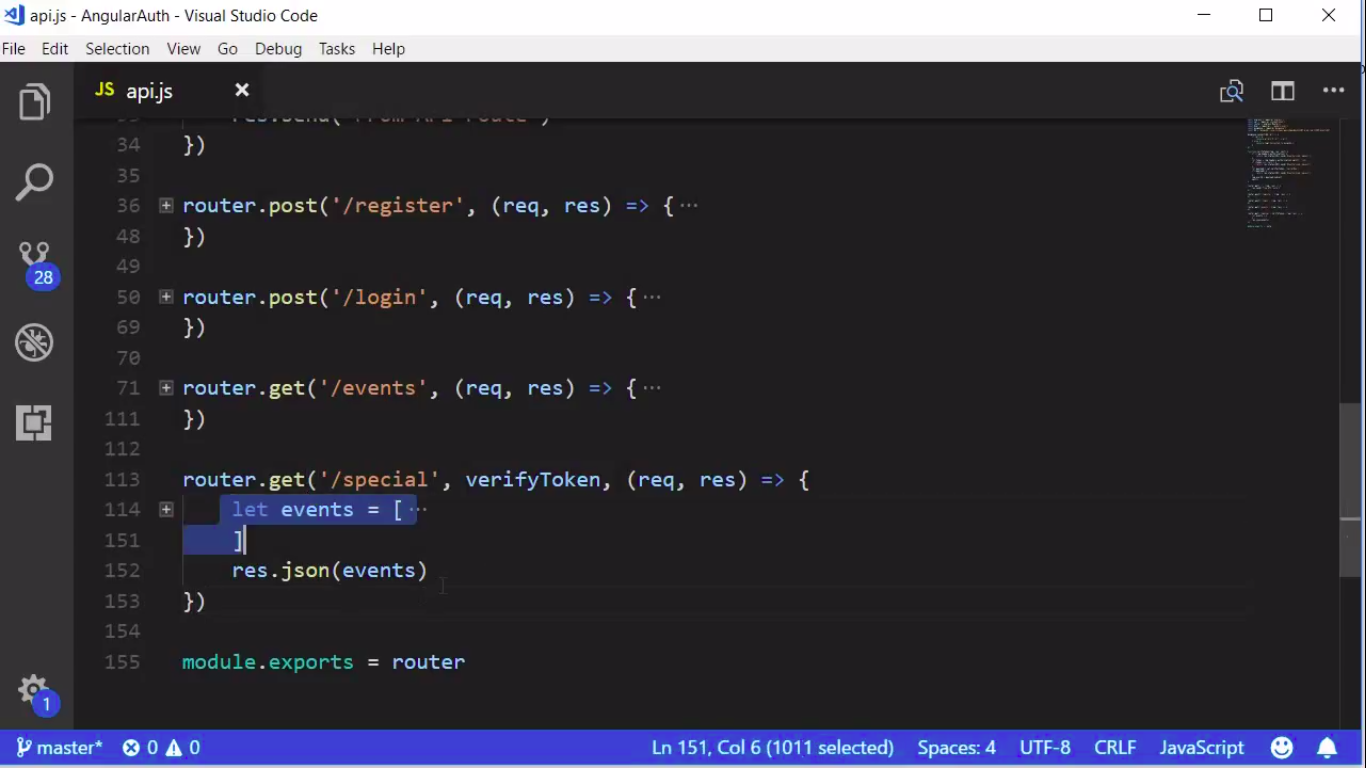 api.js - AngularAuth - Visual Studio Code
File Edit Selection View Go Debug Tasks Help
JS api.js
34 })
35
36 router.post('/register', (req, res) => { ···
48 })
49
50 router.post('/login', (req, res) => { ···
69 })
70
71 router.get('/events', (req, res) => { ···
111 })
112
113 router.get('/special', verifyToken, (req, res) => {
114 let events = [ ···
151 ]
152 res.json(events)
153 })
154
155 module.exports = router
28
1
master* 0 0 Ln 151, Col 6 (1011 selected) Spaces: 4 UTF-8 CRLF JavaScript